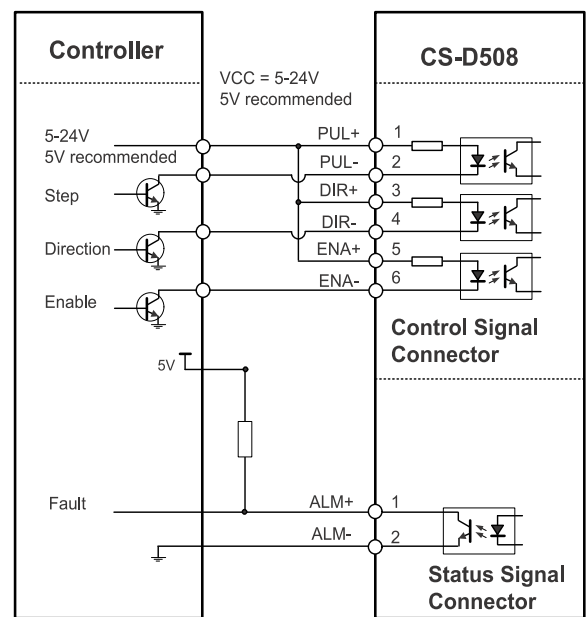 Controller
CS-D508
VCC = 5-24V
5V recommended
5-24V
5V recommended
PUL+
1
PUL-
2
Step
DIR+
3
DIR-
4
Direction
ENA+
5
ENA-
6
Enable
Control Signal
Connector
5V
Fault
ALM+
1
ALM-
2
Status Signal
Connector